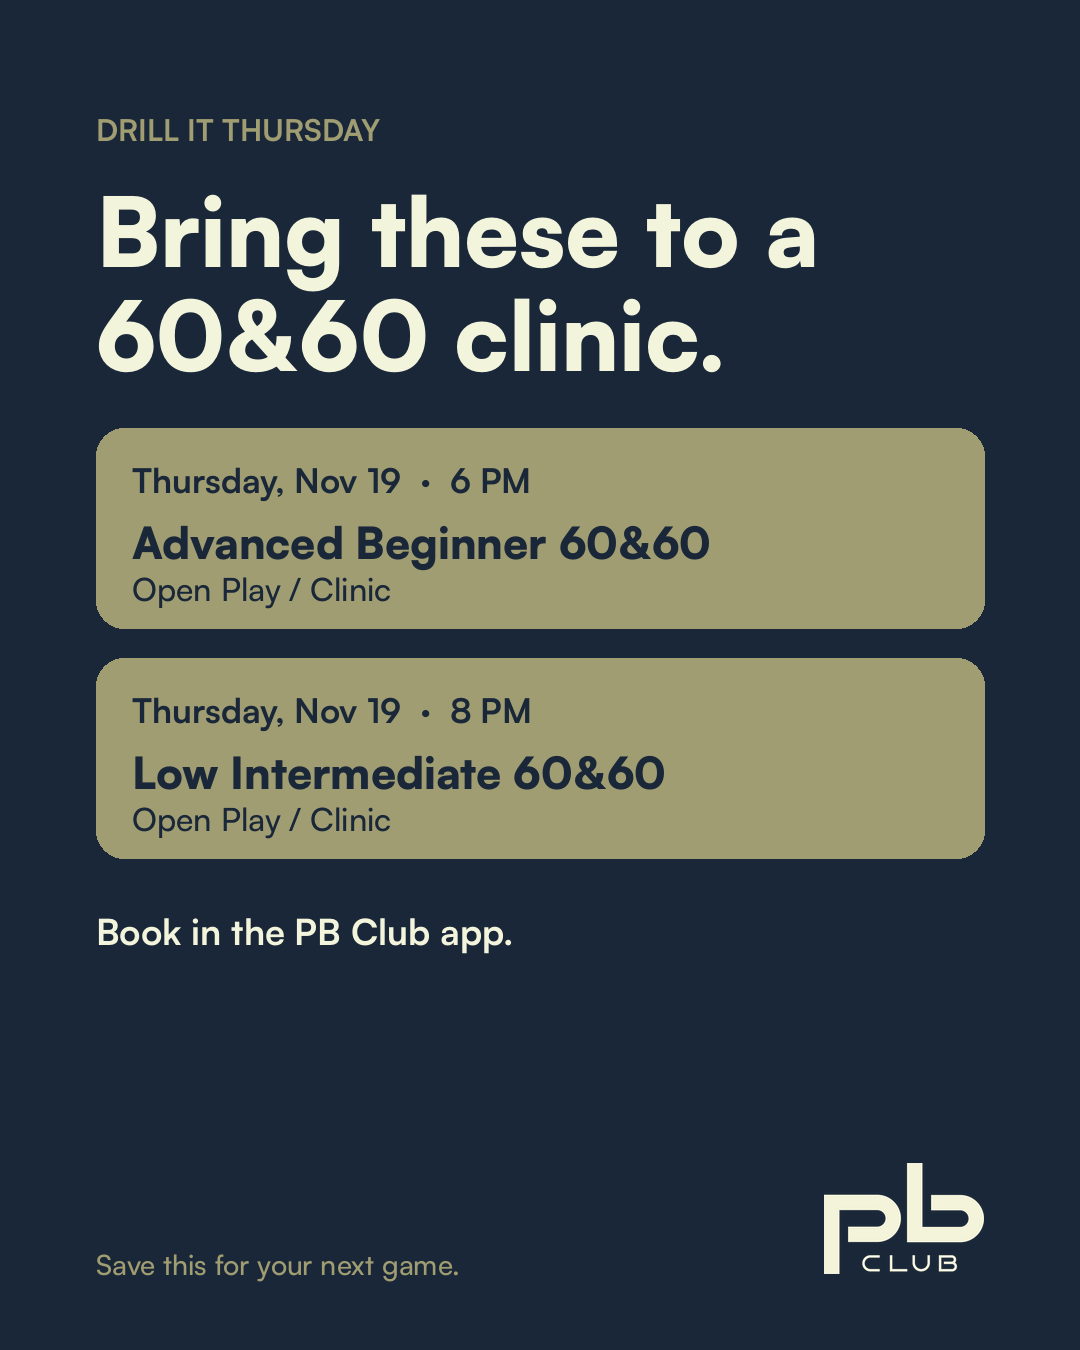 DRILL IT THURSDAY
Bring these to a
60&60 clinic.
Thursday, Nov 19 · 6 PM
Advanced Beginner 60&60
Open Play / Clinic
Thursday, Nov 19 · 8 PM
Low Intermediate 60&60
Open Play / Clinic
Book in the PB Club app.
Save this for your next game.
pb
CLUB